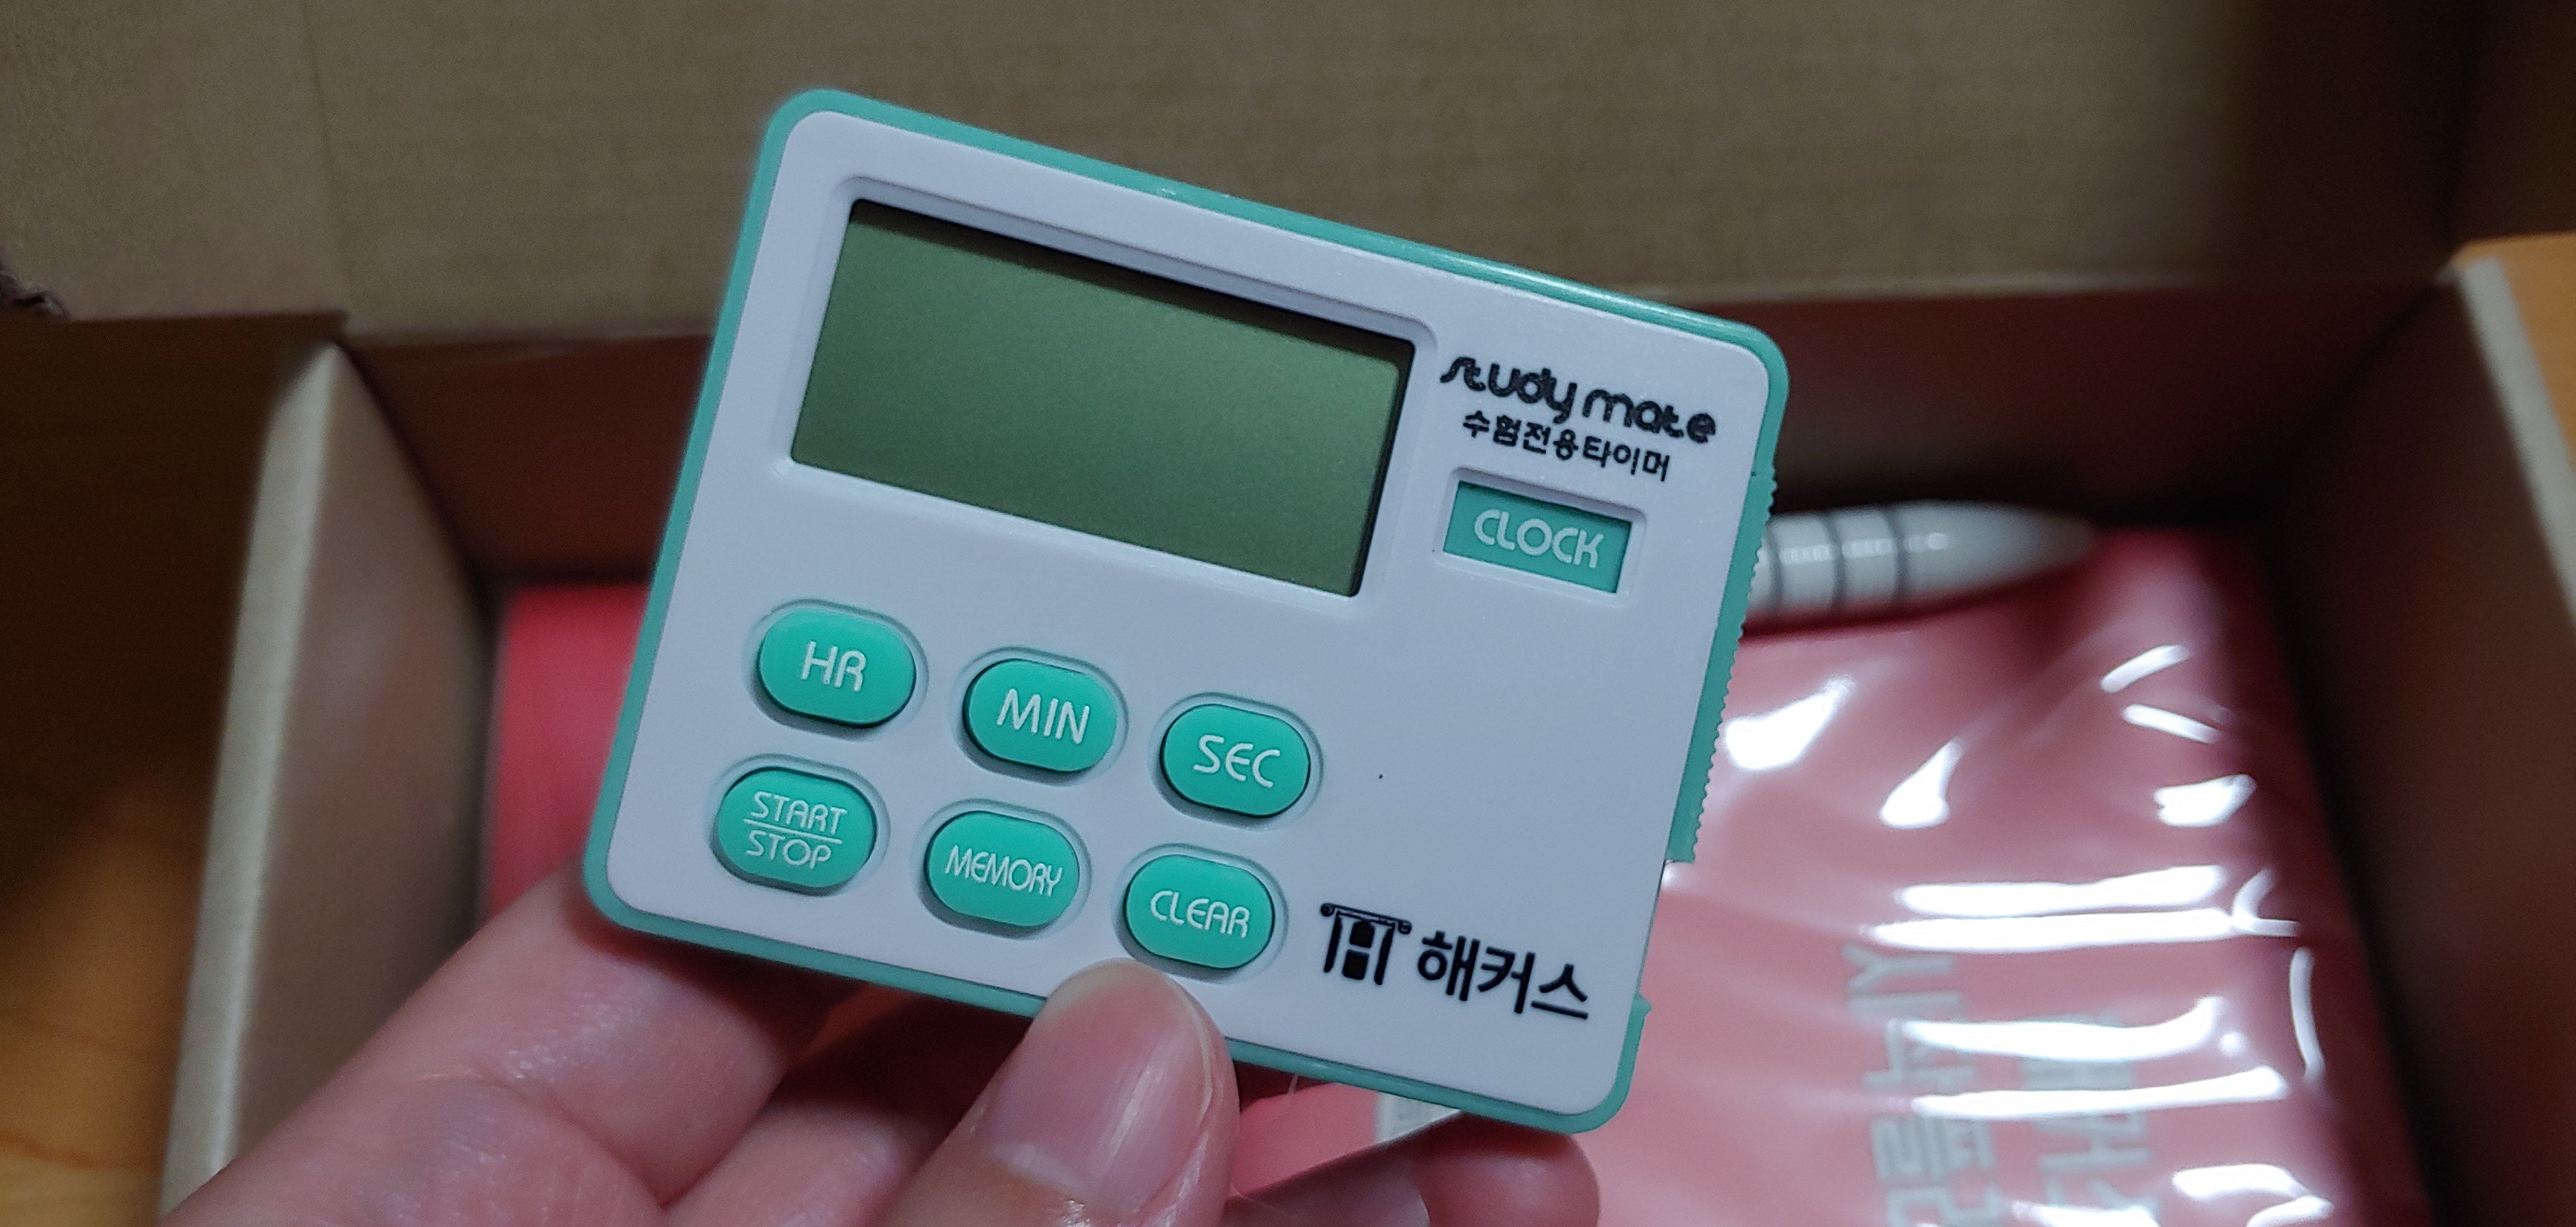 study mate
수험전용타이머
CLOCK
HR
MIN
SEC
START
STOP
MEMORY
CLEAR
해커스